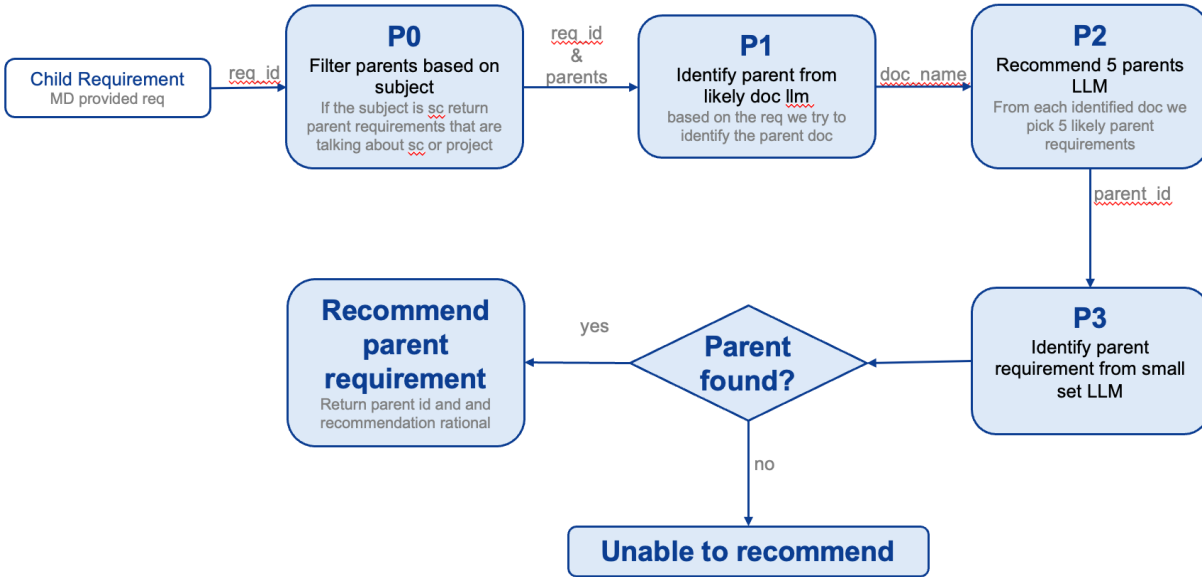 Child Requirement
MD provided req
req_id
P0
Filter parents based on
subject
If the subject is sc return
parent requirements that are
talking about sc or project
req_id
&
parents
P1
Identify parent from
likely doc llm
based on the req we try to
identify the parent doc
doc_name
P2
Recommend 5 parents
LLM
From each identified doc we
pick 5 likely parent
requirements
parent_id
P3
Identify parent
requirement from small
set LLM
Parent
found?
yes
Recommend
parent
requirement
Return parent id and and
recommendation rational
no
Unable to recommend